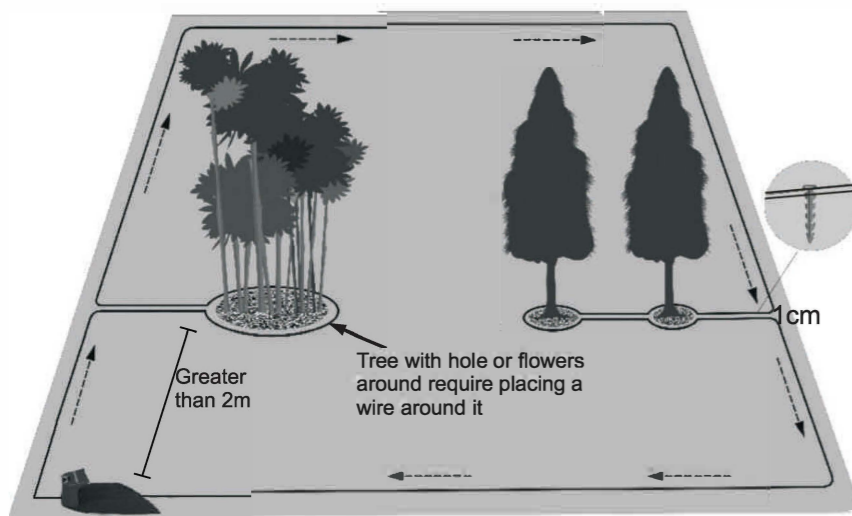 1cm
Greater
than 2m
Tree with hole or flowers
around require placing a
wire around it